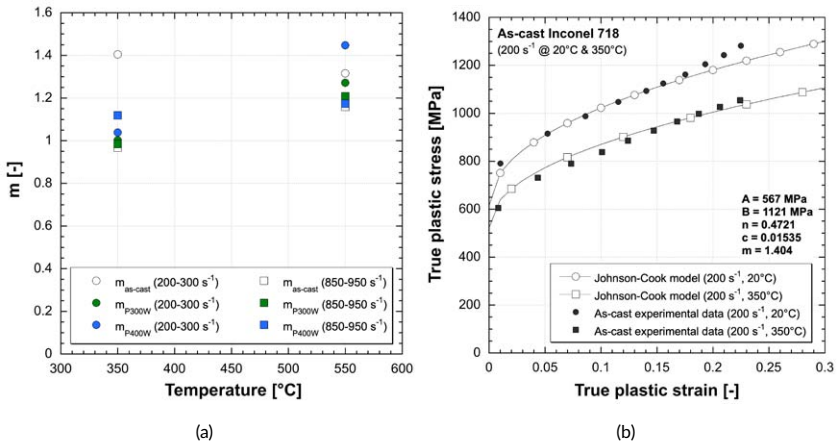 1.6
1.4
1.2
1
0.8
0.6
0.4
0.2
0
m [-]
m as-cast (200-300 s⁻¹)
m P300W (200-300 s⁻¹)
m P400W (200-300 s⁻¹)
m as-cast (850-950 s⁻¹)
m P300W (850-950 s⁻¹)
m P400W (850-950 s⁻¹)
300 350 400 450 500 550 600
Temperature [°C]
(a)
1400
1200
1000
800
600
400
200
0
True plastic stress [MPa]
As-cast Inconel 718
(200 s⁻¹ @ 20°C & 350°C)
A = 567 MPa
B = 1121 MPa
n = 0.4721
c = 0.01535
m = 1.404
Johnson-Cook model (200 s⁻¹, 20°C)
Johnson-Cook model (200 s⁻¹, 350°C)
As-cast experimental data (200 s⁻¹, 20°C)
As-cast experimental data (200 s⁻¹, 350°C)
0 0.05 0.1 0.15 0.2 0.25 0.3
True plastic strain [-]
(b)